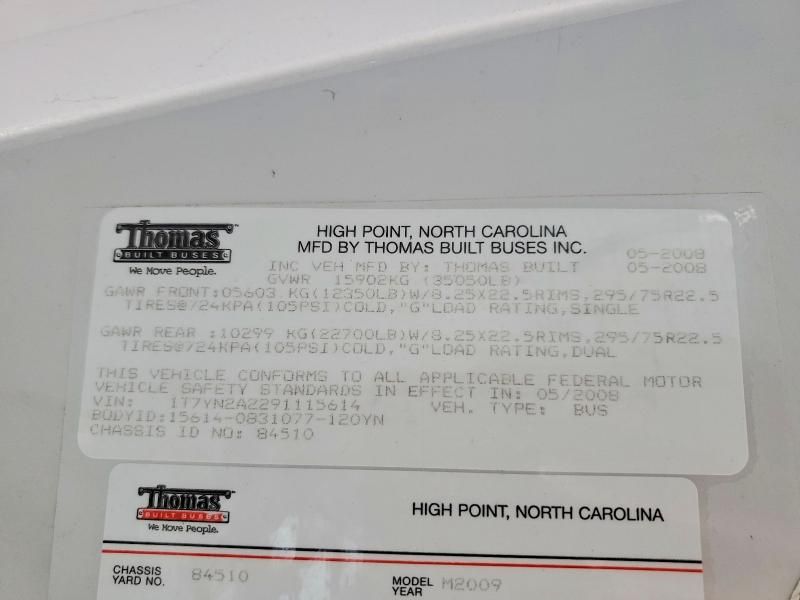 Thomas
BUILT BUSES
We Move People.
HIGH POINT, NORTH CAROLINA
MFD BY THOMAS BUILT BUSES INC. 05-2008
INC VEH MFD BY: THOMAS BUILT 05-2008
GVWR 15902KG (35050LB)
GAWR FRONT:05603 KG(12350LB)W/8.25X22.5RIMS,295/75R22.5
TIRES@724KPA(105PSI)COLD,"G"LOAD RATING,SINGLE
GAWR REAR :10299 KG(22700LB)W/8.25X22.5RIMS,295/75R22.5
TIRES@724KPA(105PSI)COLD,"G"LOAD RATING,DUAL
THIS VEHICLE CONFORMS TO ALL APPLICABLE FEDERAL MOTOR
VEHICLE SAFETY STANDARDS IN EFFECT IN: 05/2008
VIN: 1T7YN2A2291115614 VEH. TYPE: BUS
BODYID:15614-0831077-120YN
CHASSIS ID NO: 84510
Thomas
BUILT BUSES
We Move People.
HIGH POINT, NORTH CAROLINA
CHASSIS YARD NO. 84510
MODEL YEAR M2009